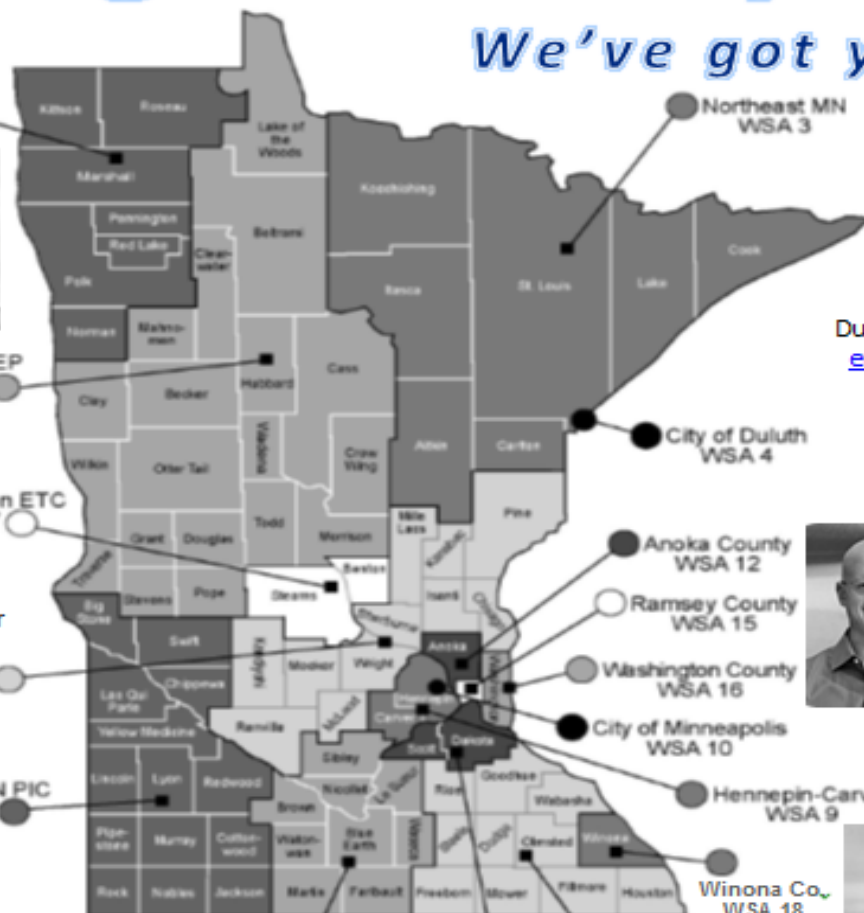 We've got y
Northeast MN
WSA 3
Kittson
Roseau
Lake of
the
Woods
Marshall
Koochiching
Pennington
Red Lake
Beltrami
Clear-
water
Cook
Polk
Itasca
St. Louis
Lake
Norman
Mahno-
men
Du
e
EP
Hubbard
Cass
Clay
Becker
Wadena
Aitkin
Carlton
City of Duluth
WSA 4
Wilkin
Otter Tail
Crow
Wing
n ETC
Todd
Morrison
Mille
Lacs
Pine
Kanabec
Grant
Douglas
Anoka County
WSA 12
Traverse
Stevens
Pope
Stearns
Benton
Isanti
Chisago
Big
Stone
Ramsey County
WSA 15
r
Swift
Sherburne
Anoka
Kandiyohi
Meeker
Wright
Washington County
WSA 16
Chippewa
Lac Qui
Parle
Hennepin
Renville
McLeod
Carver
City of Minneapolis
WSA 10
Yellow Medicine
Scott
Dakota
Sibley
N PIC
Lincoln
Lyon
Redwood
Nicollet
Le Sueur
Rice
Goodhue
Wabasha
Hennepin-Carv
WSA 9
Brown
Pipe-
stone
Murray
Cotton-
wood
Waton-
wan
Blue
Earth
Waseca
Steele
Dodge
Olmsted
Winona
Rock
Nobles
Jackson
Martin
Faribault
Freeborn
Mower
Fillmore
Houston
Winona Co.
WSA 18